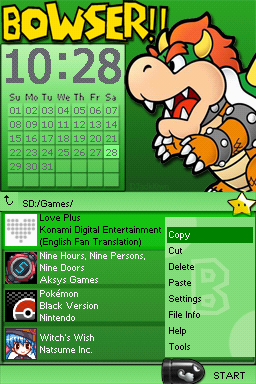 BOWSER!!
10:28
Su Mo Tu We Th Fr Sa
01 02 03 04 05 06 07
08 09 10 11 12 13 14
15 16 17 18 19 20 21
22 23 24 25 26 27 28
29 30 31
SD:/Games/
Love Plus
Konami Digital Entertainment
(English Fan Translation)
Nine Hours, Nine Persons,
Nine Doors
Aksys Games
Pokémon
Black Version
Nintendo
Witch's Wish
Natsume Inc.
Copy
Cut
Delete
Paste
Settings
File Info
Help
Tools
B
START